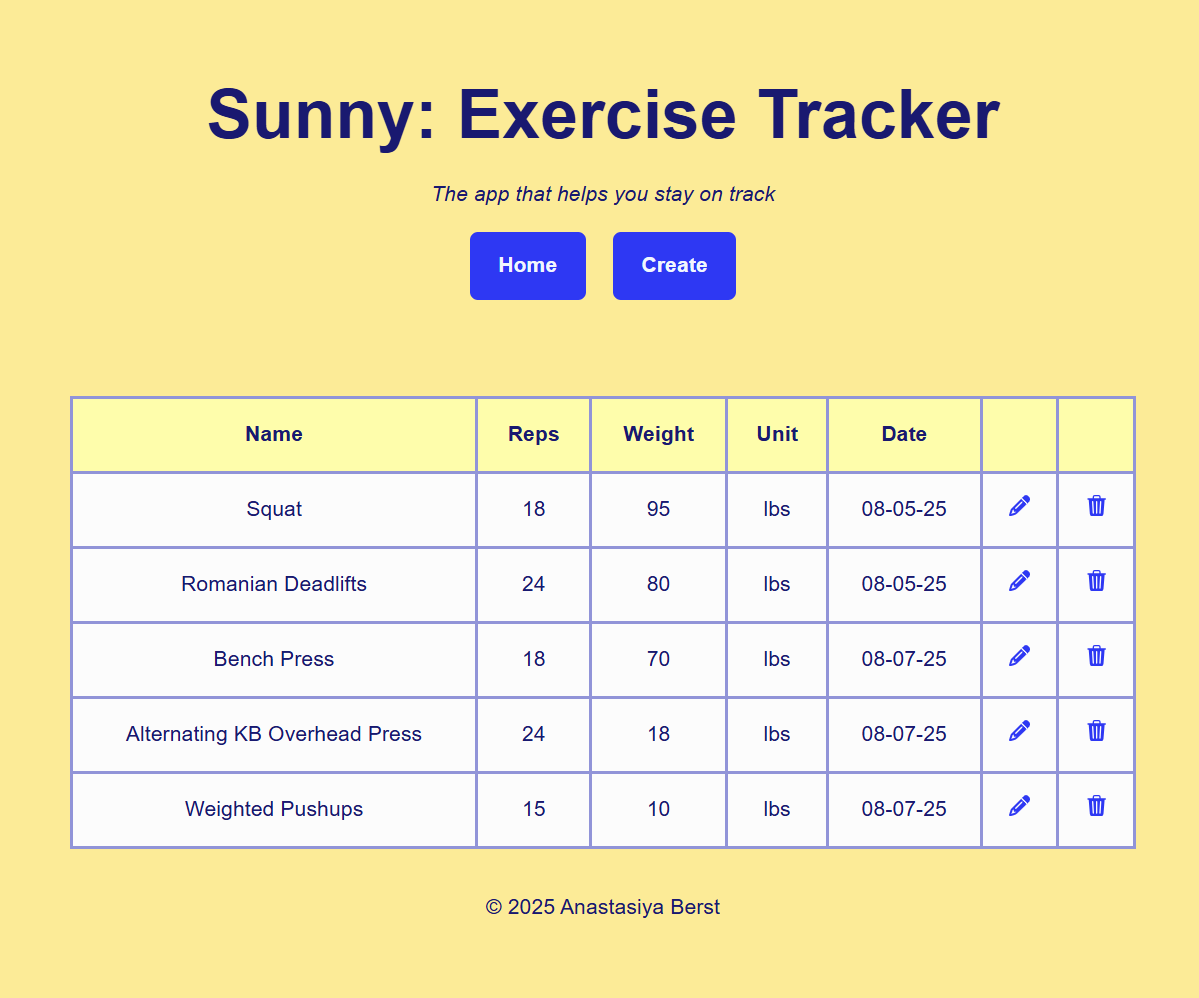 Sunny: Exercise Tracker
The app that helps you stay on track
Home Create
Name Reps Weight Unit Date
Squat 18 95 lbs 08-05-25
Romanian Deadlifts 24 80 lbs 08-05-25
Bench Press 18 70 lbs 08-07-25
Alternating KB Overhead Press 24 18 lbs 08-07-25
Weighted Pushups 15 10 lbs 08-07-25
© 2025 Anastasiya Berst